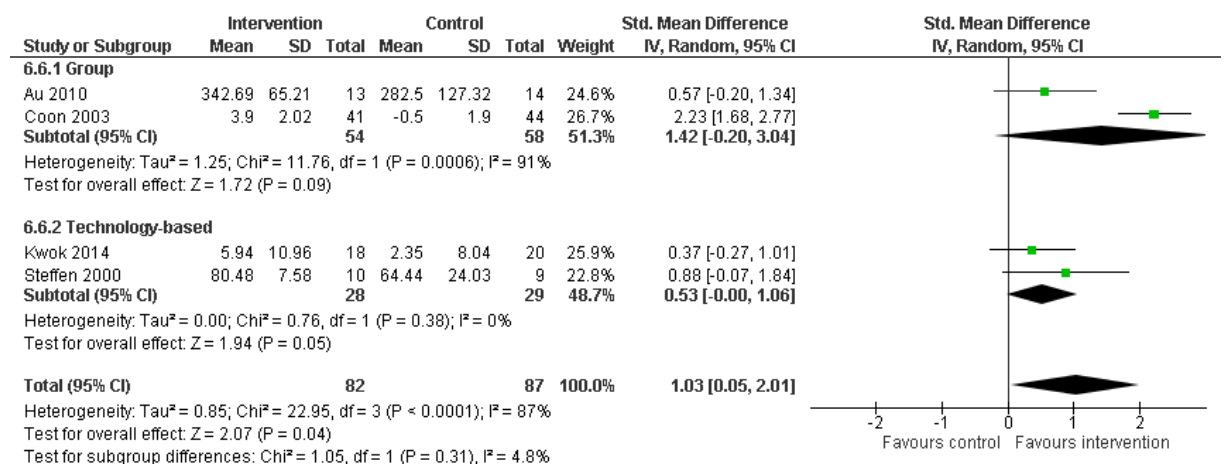 Intervention Control Std. Mean Difference Std. Mean Difference
Study or Subgroup Mean SD Total Mean SD Total Weight IV, Random, 95% CI IV, Random, 95% CI
6.6.1 Group
Au 2010 342.69 65.21 13 282.5 127.32 14 24.6% 0.57 [-0.20, 1.34]
Coon 2003 3.9 2.02 41 -0.5 1.9 44 26.7% 2.23 [1.68, 2.77]
Subtotal (95% CI) 54 58 51.3% 1.42 [-0.20, 3.04]
Heterogeneity: Tau² = 1.25; Chi² = 11.76, df = 1 (P = 0.0006); I² = 91%
Test for overall effect: Z = 1.72 (P = 0.09)
6.6.2 Technology-based
Kwok 2014 5.94 10.96 18 2.35 8.04 20 25.9% 0.37 [-0.27, 1.01]
Steffen 2000 80.48 7.58 10 64.44 24.03 9 22.8% 0.88 [-0.07, 1.84]
Subtotal (95% CI) 28 29 48.7% 0.53 [-0.00, 1.06]
Heterogeneity: Tau² = 0.00; Chi² = 0.76, df = 1 (P = 0.38); I² = 0%
Test for overall effect: Z = 1.94 (P = 0.05)
Total (95% CI) 82 87 100.0% 1.03 [0.05, 2.01]
Heterogeneity: Tau² = 0.85; Chi² = 22.95, df = 3 (P < 0.0001); I² = 87%
Test for overall effect: Z = 2.07 (P = 0.04)
Test for subgroup differences: Chi² = 1.05, df = 1 (P = 0.31), I² = 4.8%
-2 -1 0 1 2
Favours control Favours intervention